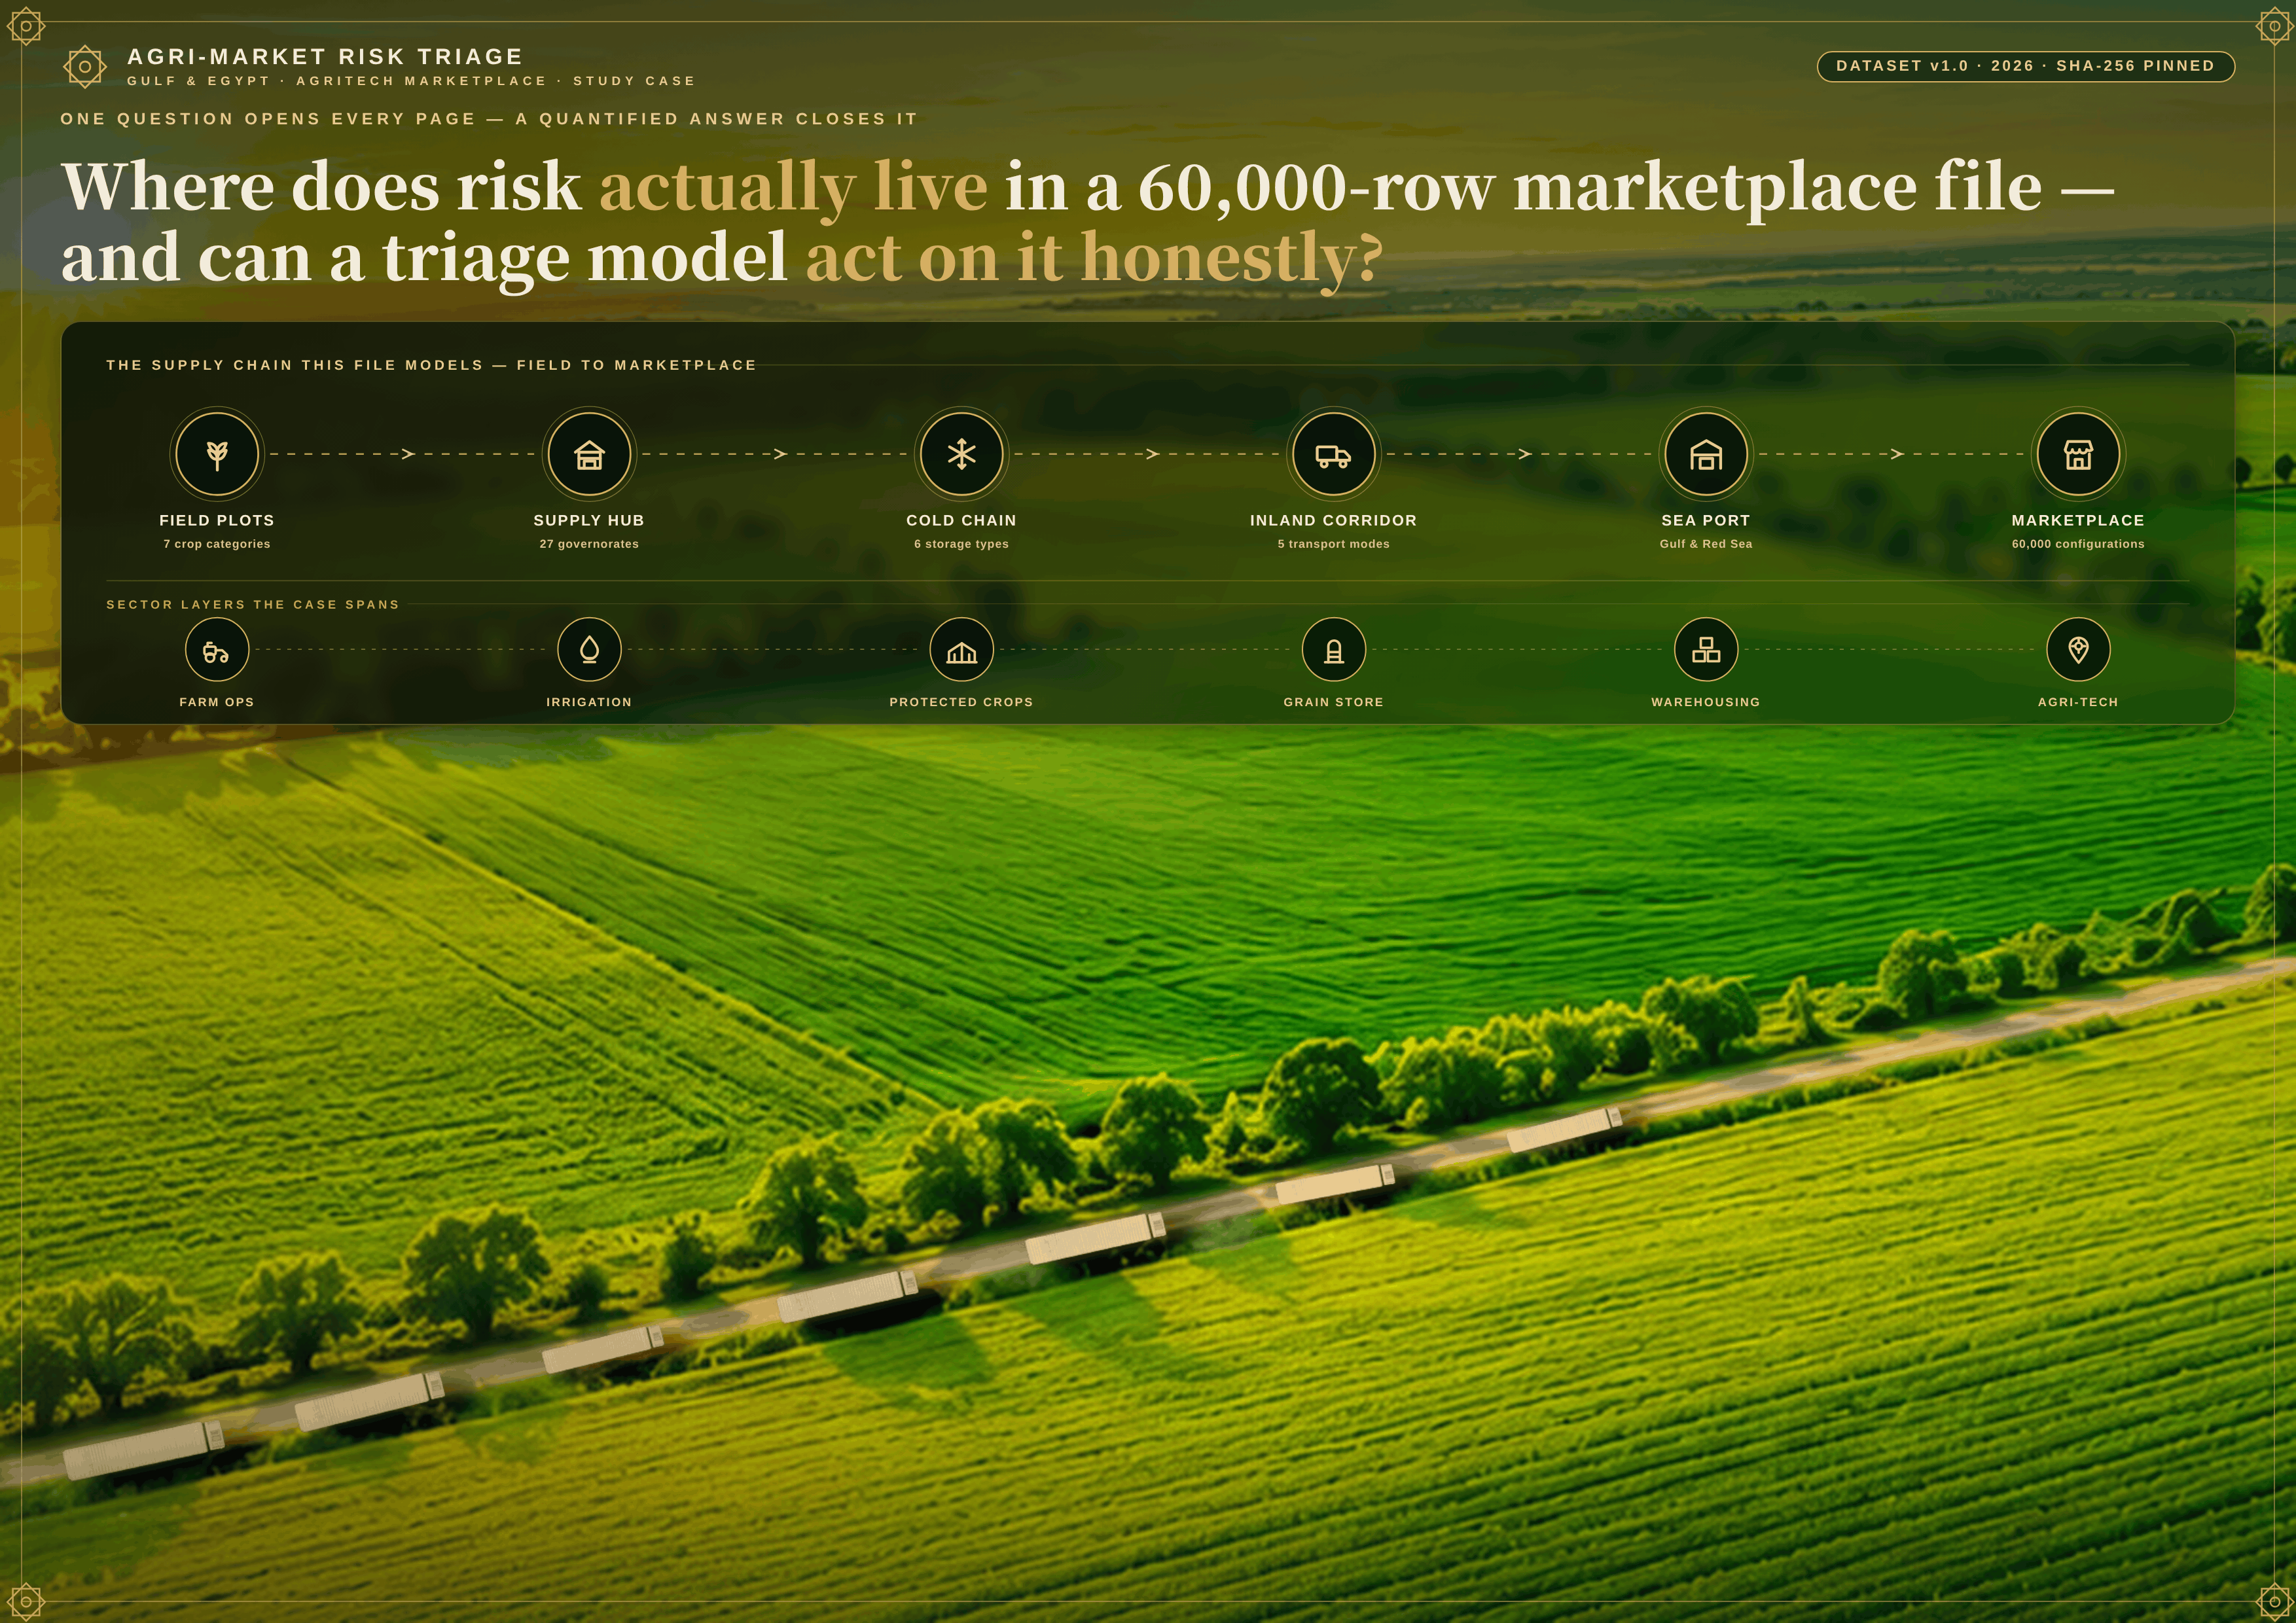 AGRI-MARKET RISK TRIAGE
GULF & EGYPT · AGRITECH MARKETPLACE · STUDY CASE
DATASET v1.0 · 2026 · SHA-256 PINNED
ONE QUESTION OPENS EVERY PAGE — A QUANTIFIED ANSWER CLOSES IT
Where does risk actually live in a 60,000-row marketplace file —
and can a triage model act on it honestly?
THE SUPPLY CHAIN THIS FILE MODELS — FIELD TO MARKETPLACE
FIELD PLOTS
7 crop categories
SUPPLY HUB
27 governorates
COLD CHAIN
6 storage types
INLAND CORRIDOR
5 transport modes
SEA PORT
Gulf & Red Sea
MARKETPLACE
60,000 configurations
SECTOR LAYERS THE CASE SPANS
FARM OPS
IRRIGATION
PROTECTED CROPS
GRAIN STORE
WAREHOUSING
AGRI-TECH